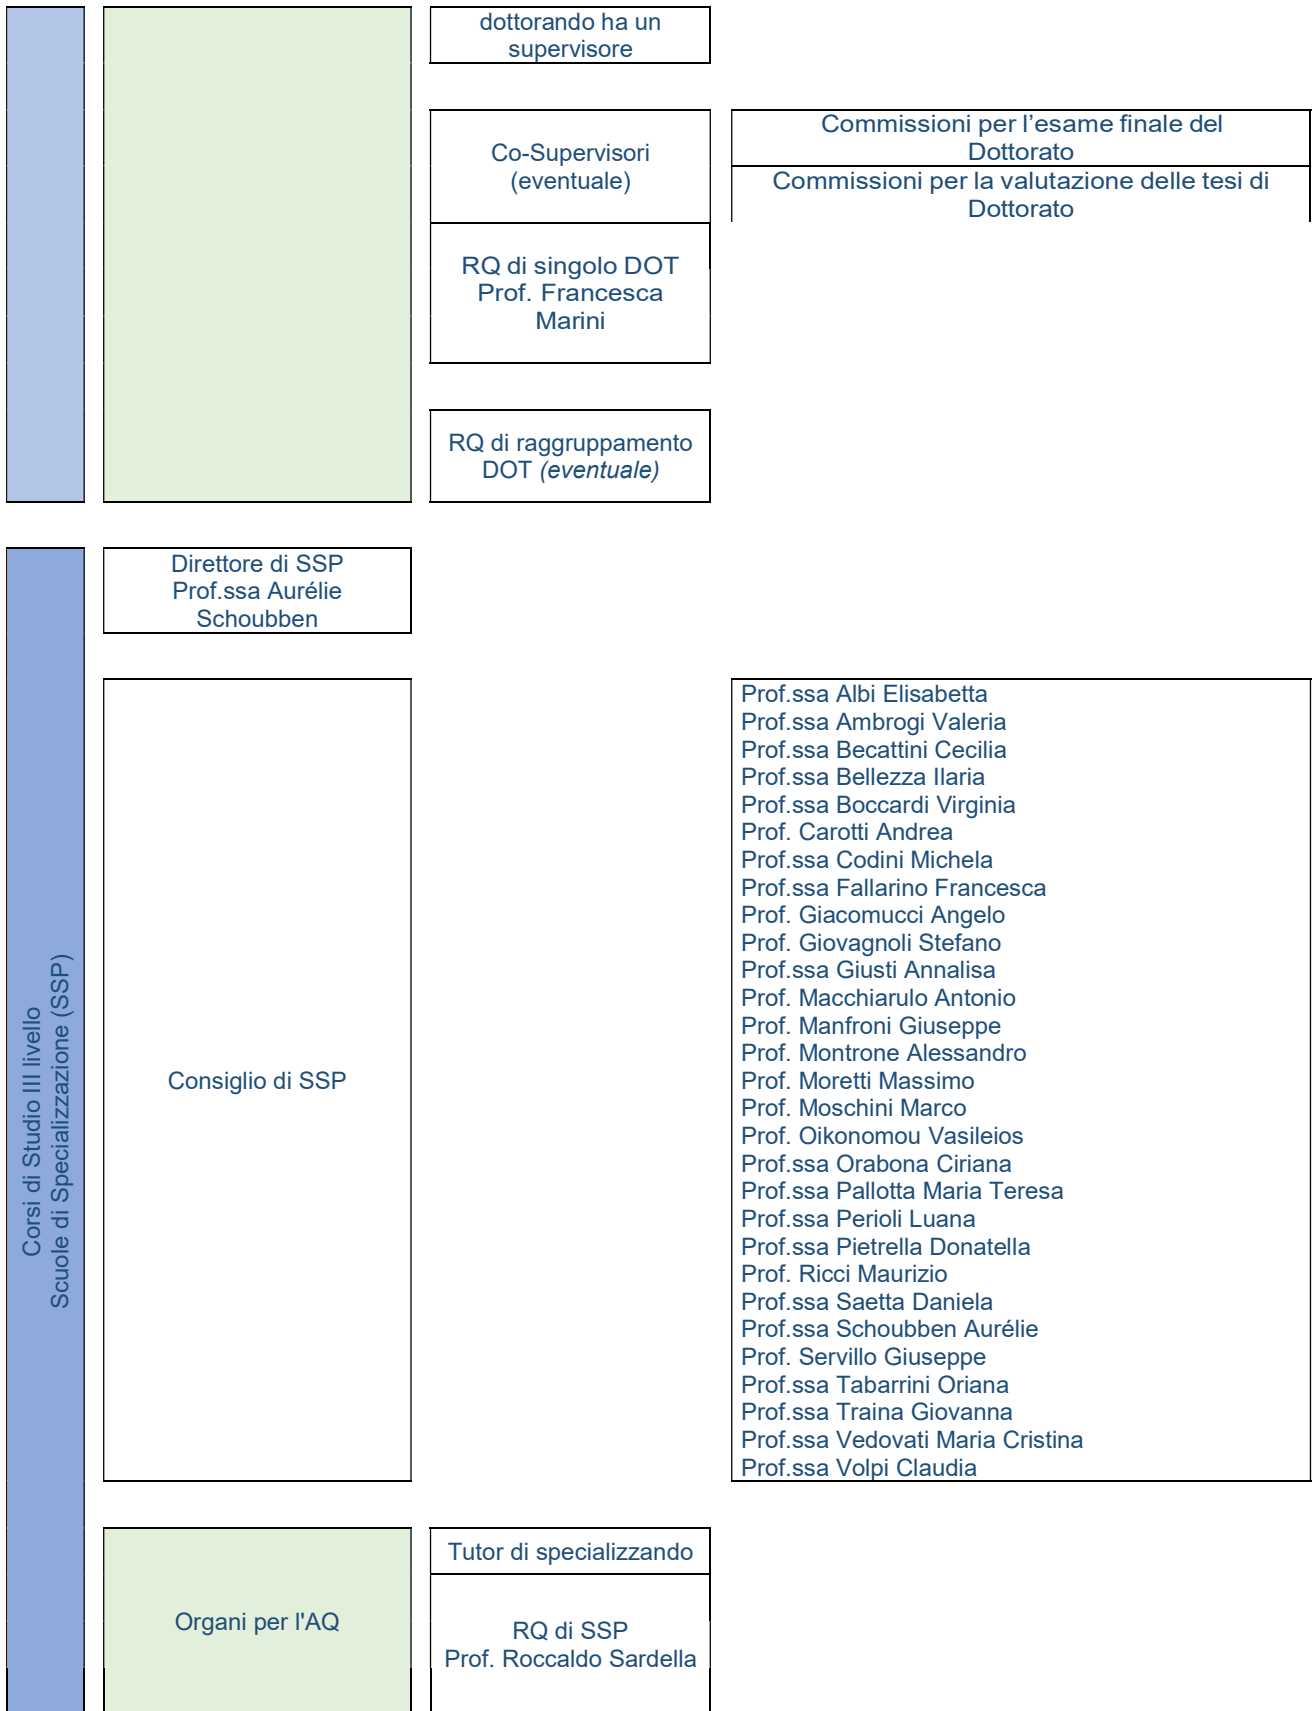 dottorando ha un
supervisore
Co-Supervisori
(eventuale)
Commissioni per l’esame finale del
Dottorato
Commissioni per la valutazione delle tesi di
Dottorato
RQ di singolo DOT
Prof. Francesca
Marini
RQ di raggruppamento
DOT (eventuale)
Corsi di Studio III livello
Scuole di Specializzazione (SSP)
Direttore di SSP
Prof.ssa Aurélie
Schoubben
Consiglio di SSP
Prof.ssa Albi Elisabetta
Prof.ssa Ambrogi Valeria
Prof.ssa Becattini Cecilia
Prof.ssa Bellezza Ilaria
Prof.ssa Boccardi Virginia
Prof. Carotti Andrea
Prof.ssa Codini Michela
Prof.ssa Fallarino Francesca
Prof. Giacomucci Angelo
Prof. Giovagnoli Stefano
Prof.ssa Giusti Annalisa
Prof. Macchiarulo Antonio
Prof. Manfroni Giuseppe
Prof. Montrone Alessandro
Prof. Moretti Massimo
Prof. Moschini Marco
Prof. Oikonomou Vasileios
Prof.ssa Orabona Ciriana
Prof.ssa Pallotta Maria Teresa
Prof.ssa Perioli Luana
Prof.ssa Pietrella Donatella
Prof. Ricci Maurizio
Prof.ssa Saetta Daniela
Prof.ssa Schoubben Aurélie
Prof. Servillo Giuseppe
Prof.ssa Tabarrini Oriana
Prof.ssa Traina Giovanna
Prof.ssa Vedovati Maria Cristina
Prof.ssa Volpi Claudia
Organi per l'AQ
Tutor di specializzando
RQ di SSP
Prof. Roccaldo Sardella